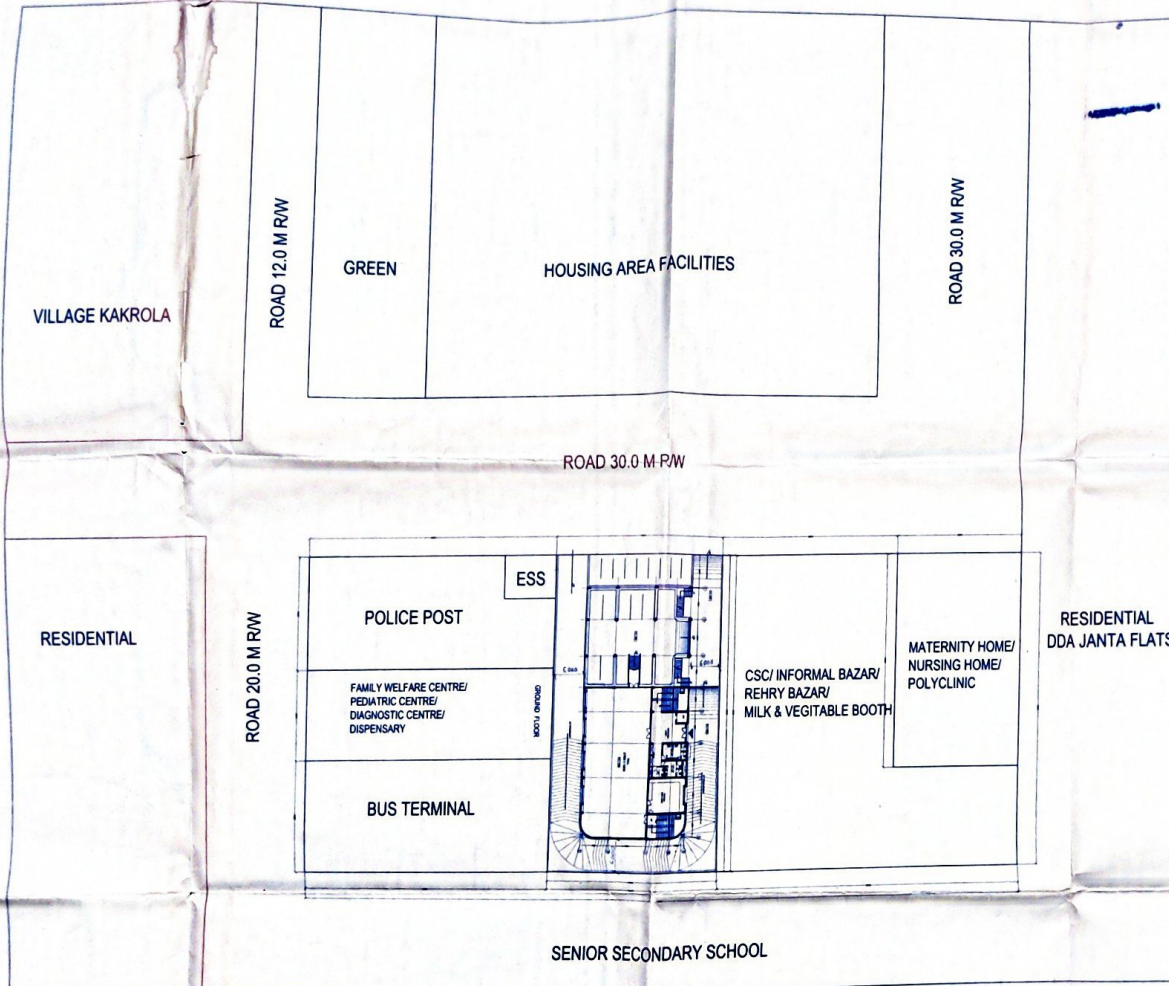 ROAD 12.0 M R/W
GREEN
HOUSING AREA FACILITIES
ROAD 30.0 M R/W
VILLAGE KAKROLA
ROAD 30.0 M R/W
ESS
POLICE POST
RESIDENTIAL
ROAD 20.0 M R/W
FAMILY WELFARE CENTRE/
PEDIATRIC CENTRE/
DIAGNOSTIC CENTRE/
DISPENSARY
GROUND FLOOR
BUS TERMINAL
CSC/ INFORMAL BAZAR/
REHRY BAZAR/
MILK & VEGITABLE BOOTH
MATERNITY HOME/
NURSING HOME/
POLYCLINIC
RESIDENTIAL
DDA JANTA FLATS
SENIOR SECONDARY SCHOOL